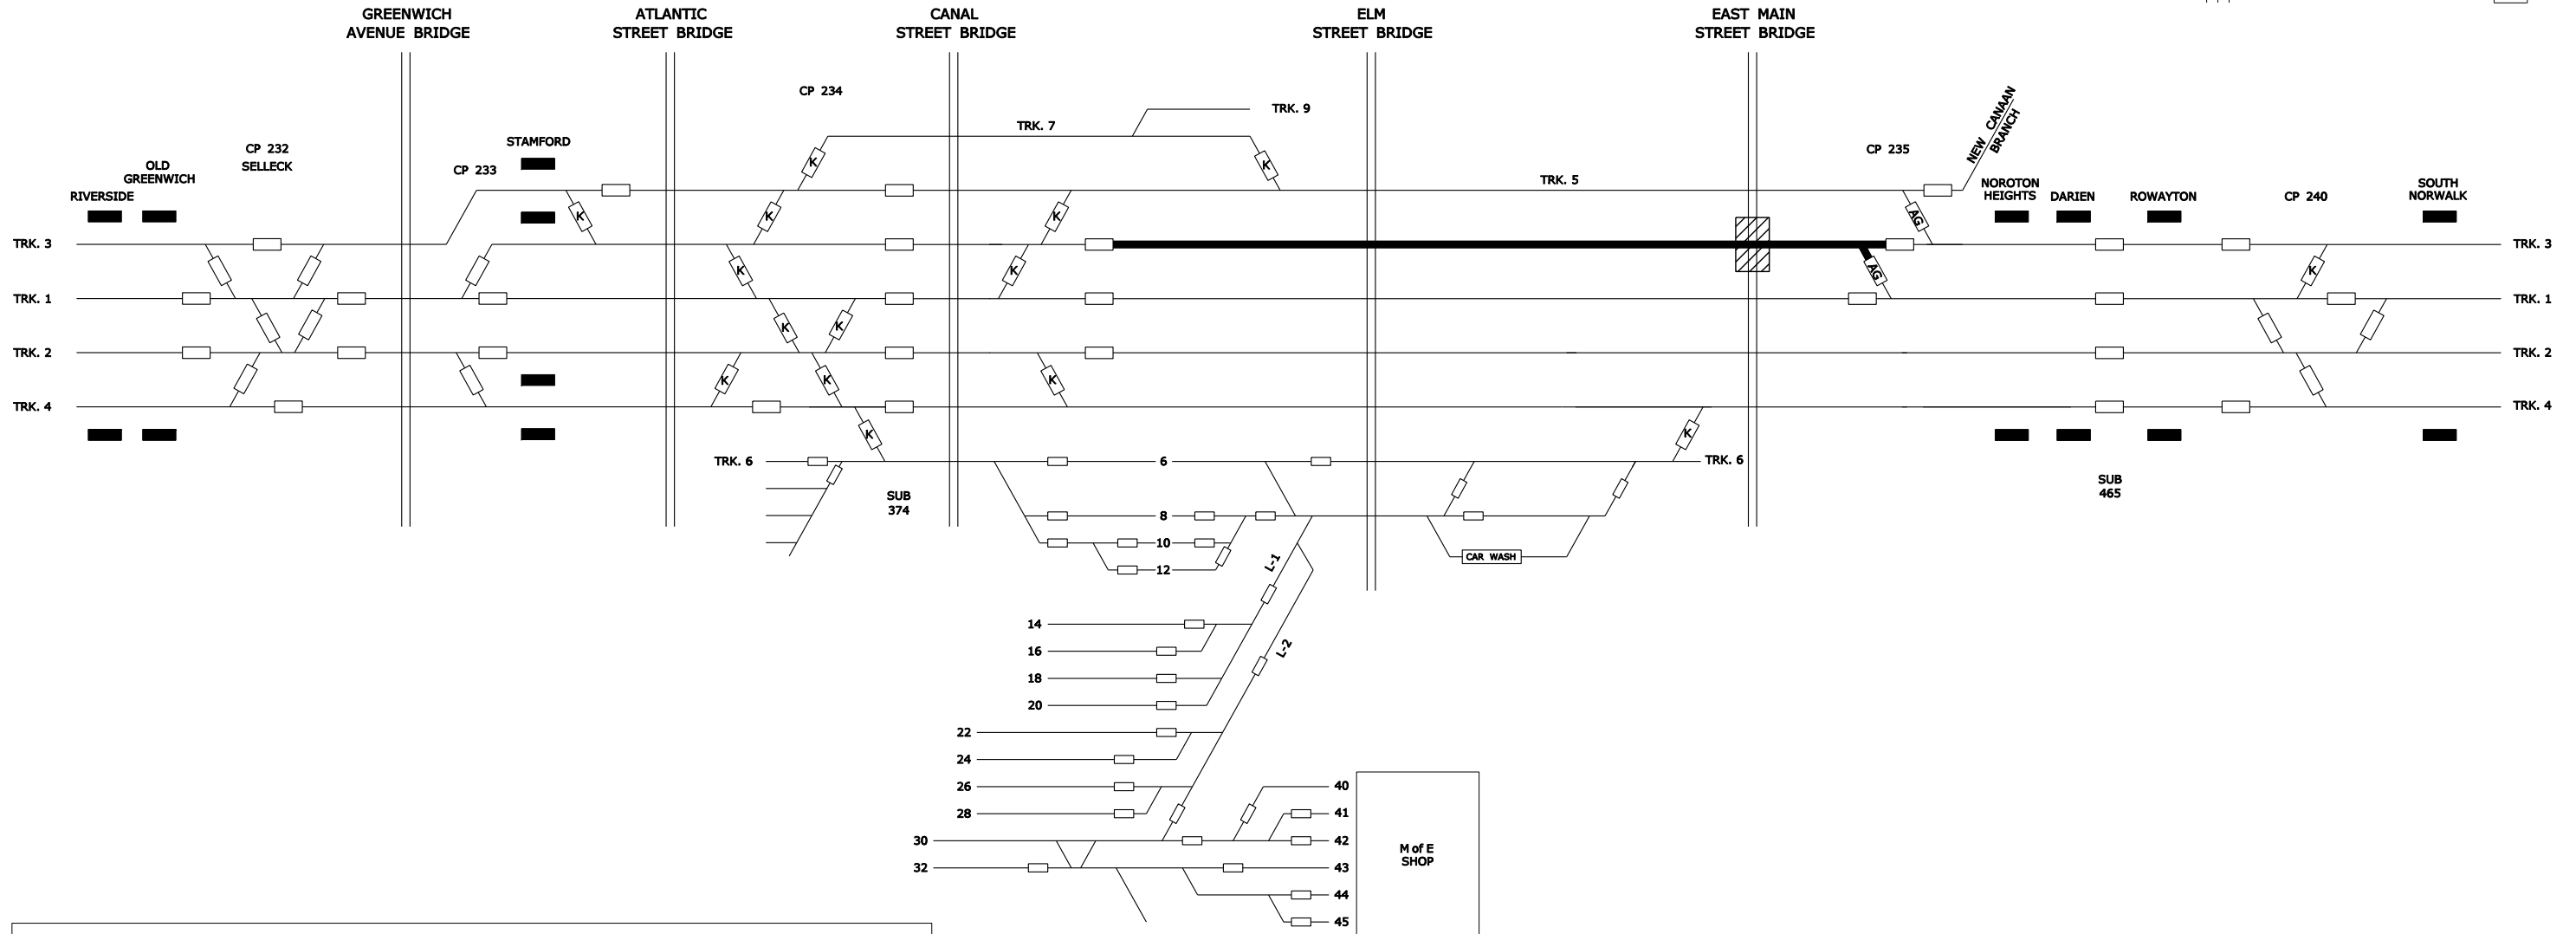 GREENWICH
AVENUE BRIDGE
ATLANTIC
STREET BRIDGE
CANAL
STREET BRIDGE
ELM
STREET BRIDGE
EAST MAIN
STREET BRIDGE
CP 234
TRK. 9
TRK. 7
NEW CANAAN
BRANCH
CP 232
SELLECK
STAMFORD
CP 235
OLD
GREENWICH
RIVERSIDE
CP 233
K
K
TRK. 5
NOROTON
HEIGHTS
DARIEN
ROWAYTON
CP 240
SOUTH
NORWALK
K
K
K
AG
TRK. 3
TRK. 3
K
K
AG
K
TRK. 1
TRK. 1
K
K
TRK. 2
TRK. 2
K
K
K
TRK. 4
TRK. 4
K
K
TRK. 6
6
TRK. 6
SUB
374
SUB
465
8
10
CAR WASH
12
L-1
14
16
L-2
18
20
22
24
26
40
28
41
30
42
M of E
SHOP
32
43
44
45